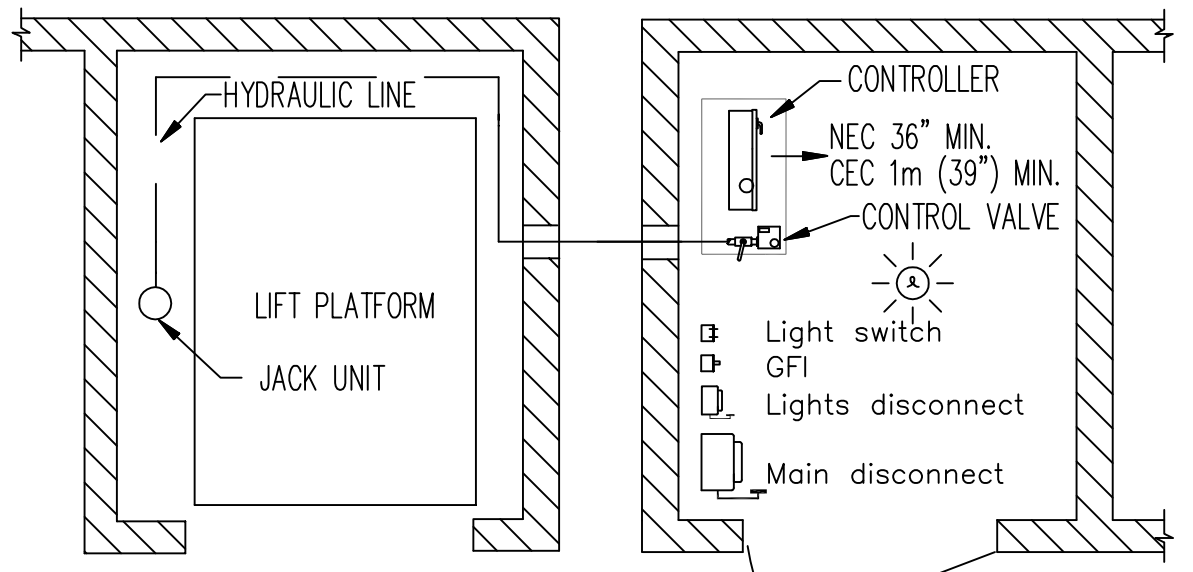 HYDRAULIC LINE
LIFT PLATFORM
JACK UNIT
CONTROLLER
NEC 36" MIN.
CEC 1m (39") MIN.
CONTROL VALVE
Light switch
GFI
Lights disconnect
Main disconnect